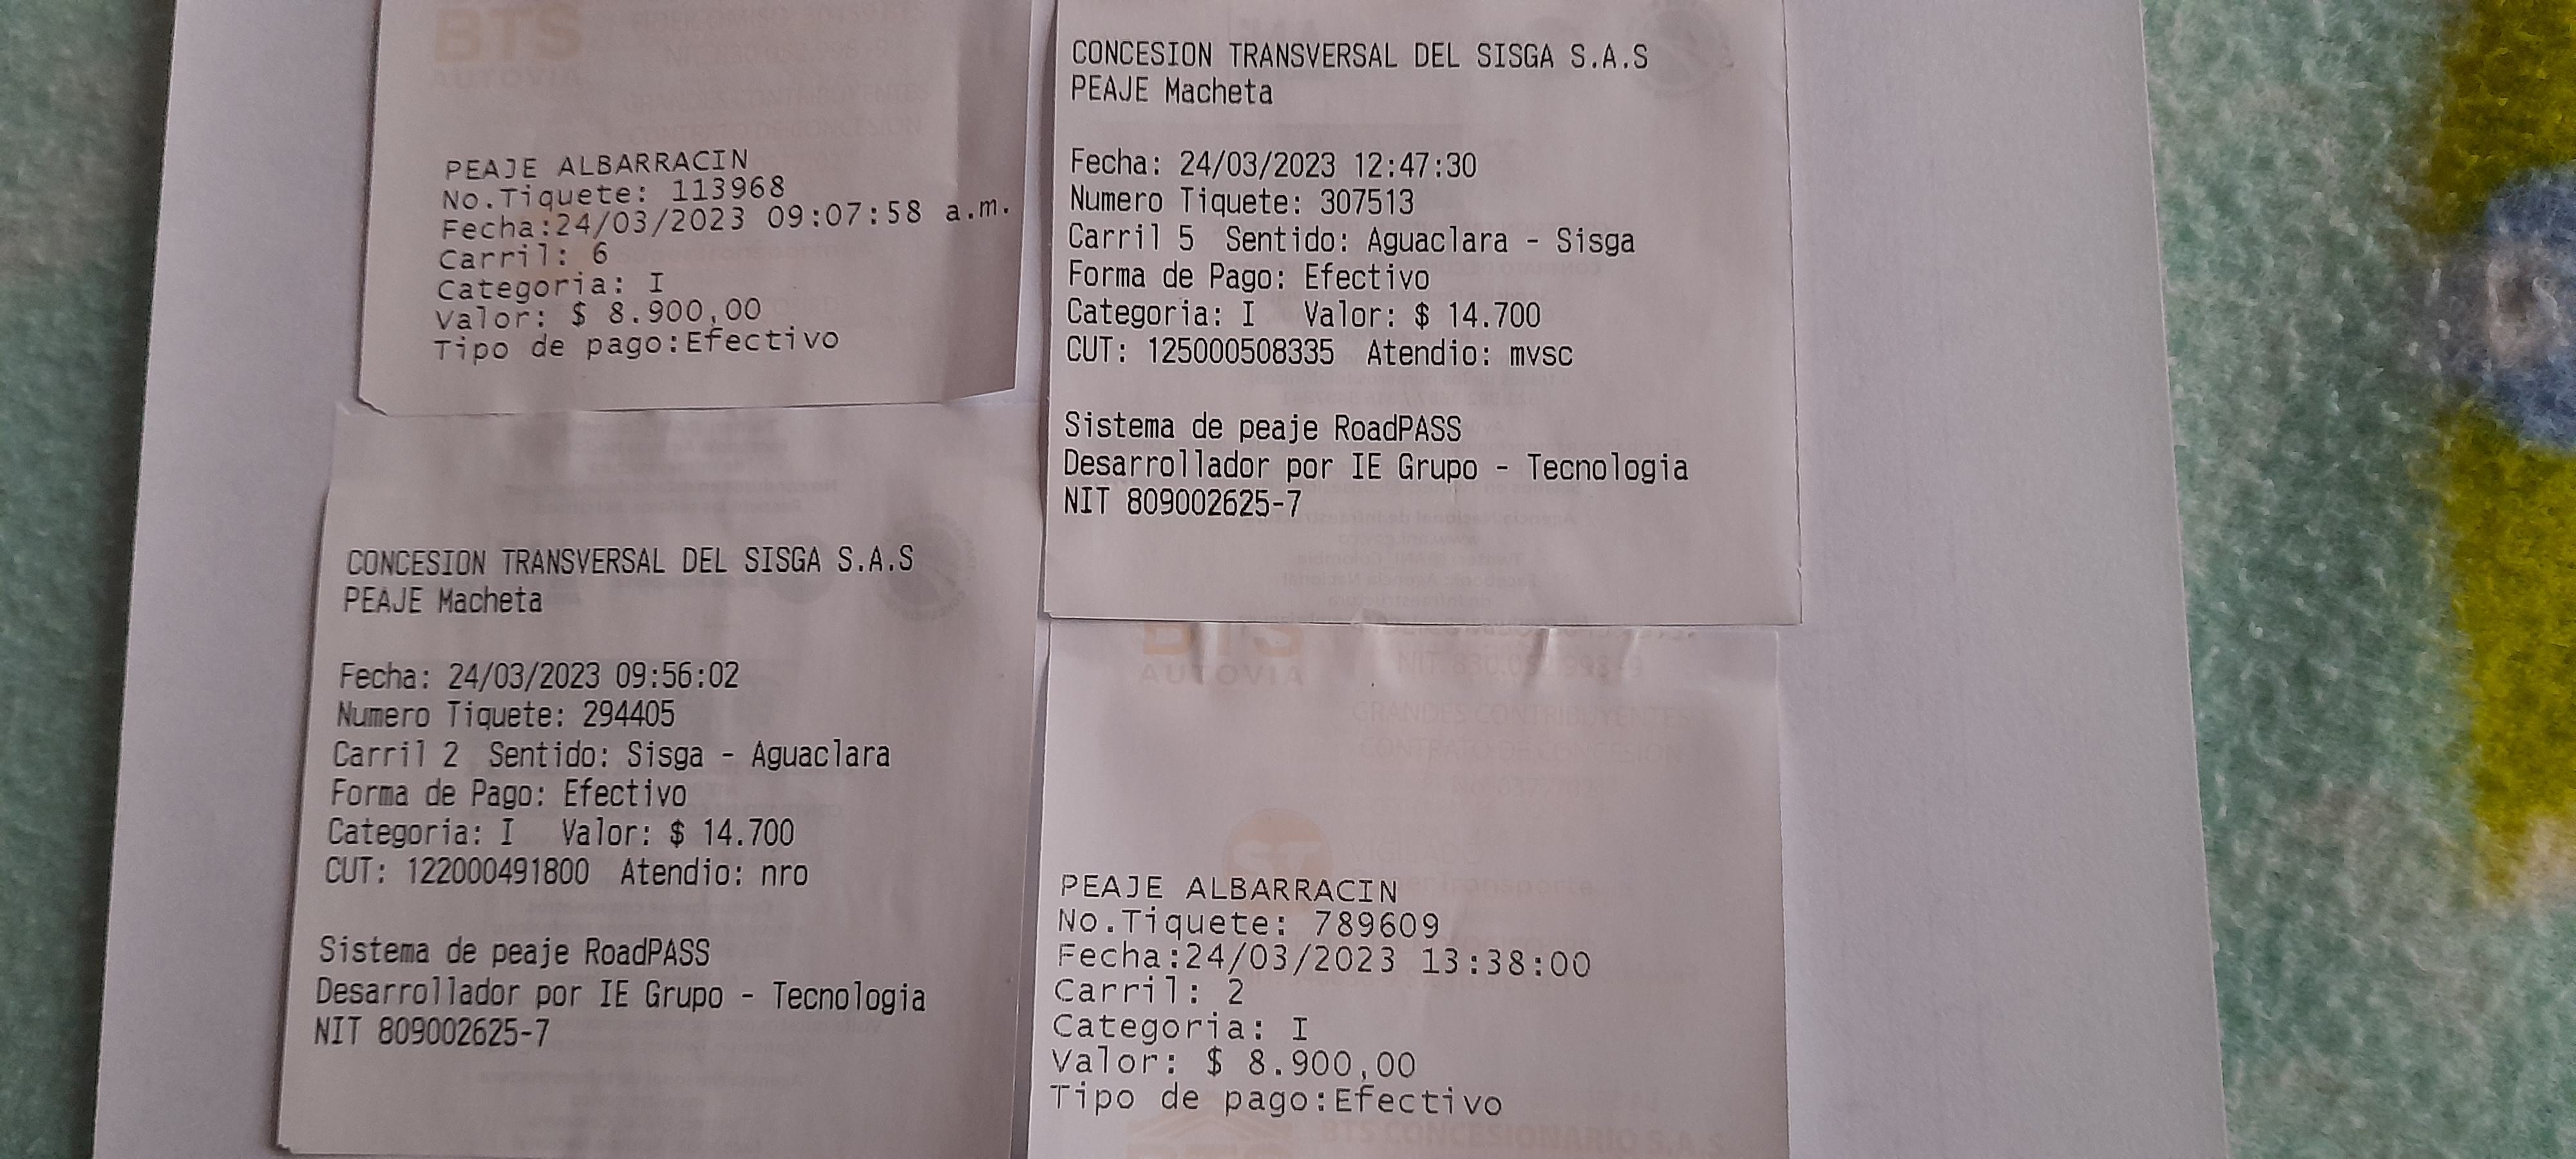 BTS
AUTOVIA
PEAJE ALBARRACIN
No.Tiquete: 113968
Fecha:24/03/2023 09:07:58 a.m.
Carril: 6
Categoria: I
Valor: $ 8.900,00
Tipo de pago:Efectivo
CONCESION TRANSVERSAL DEL SISGA S.A.S
PEAJE Macheta
Fecha: 24/03/2023 12:47:30
Numero Tiquete: 307513
Carril 5 Sentido: Aguaclara - Sisga
Forma de Pago: Efectivo
Categoria: I Valor: $ 14.700
CUT: 125000508335 Atendio: mvsc
Sistema de peaje RoadPASS
Desarrollador por IE Grupo - Tecnologia
NIT 809002625-7
CONCESION TRANSVERSAL DEL SISGA S.A.S
PEAJE Macheta
Fecha: 24/03/2023 09:56:02
Numero Tiquete: 294405
Carril 2 Sentido: Sisga - Aguaclara
Forma de Pago: Efectivo
Categoria: I Valor: $ 14.700
CUT: 122000491800 Atendio: nro
Sistema de peaje RoadPASS
Desarrollador por IE Grupo - Tecnologia
NIT 809002625-7
BTS
AUTOVIA
GRANDES CONTRIBUYENTES
CONTRATO DE CONCESION
PEAJE ALBARRACIN
No.Tiquete: 789609
Fecha:24/03/2023 13:38:00
Carril: 2
Categoria: I
Valor: $ 8.900,00
Tipo de pago:Efectivo
BTS CONCESIONARIO S.A.S